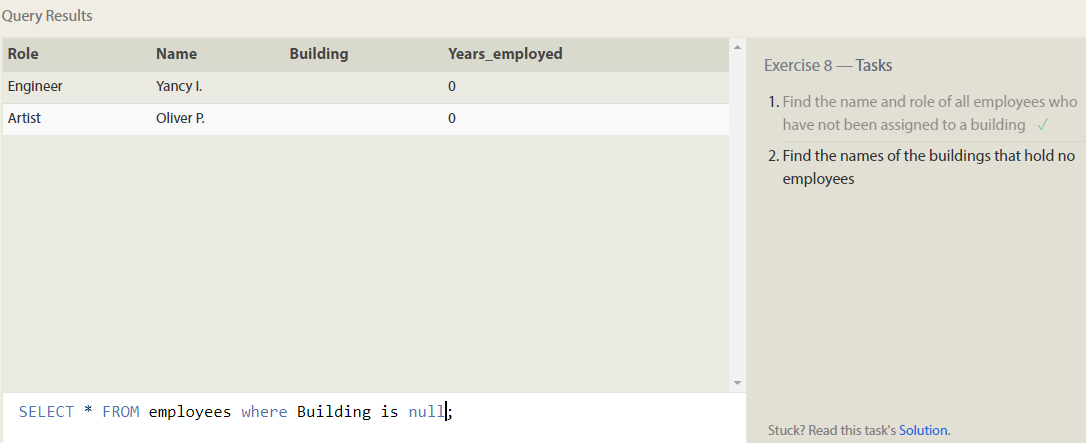 Query Results
Role Name Building Years_employed
Engineer Yancy I. 0
Artist Oliver P. 0
SELECT * FROM employees where Building is null;
Exercise 8 — Tasks
1. Find the name and role of all employees who
have not been assigned to a building ✓
2. Find the names of the buildings that hold no
employees
Stuck? Read this task's Solution.